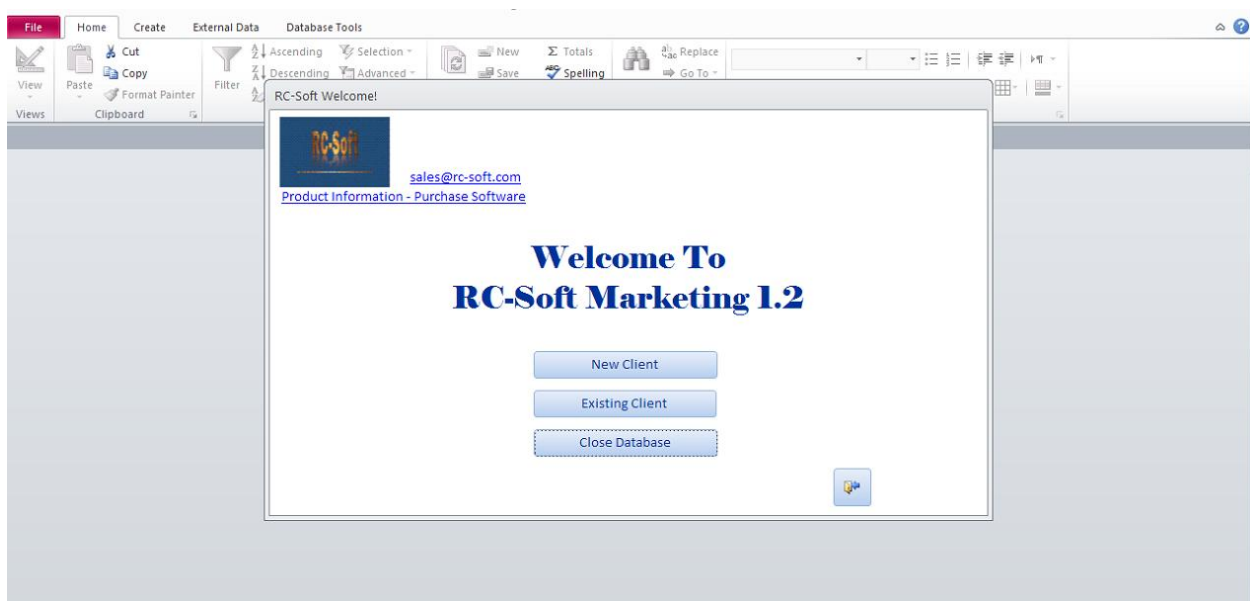 File Home Create External Data Database Tools
Cut Ascending Selection New Σ Totals Replace
Copy Descending Advanced Save Spelling Go To
View Paste Format Painter Filter
Views Clipboard
RC-Soft Welcome!
RC-Soft
sales@rc-soft.com
Product Information - Purchase Software
Welcome To
RC-Soft Marketing 1.2
New Client
Existing Client
Close Database